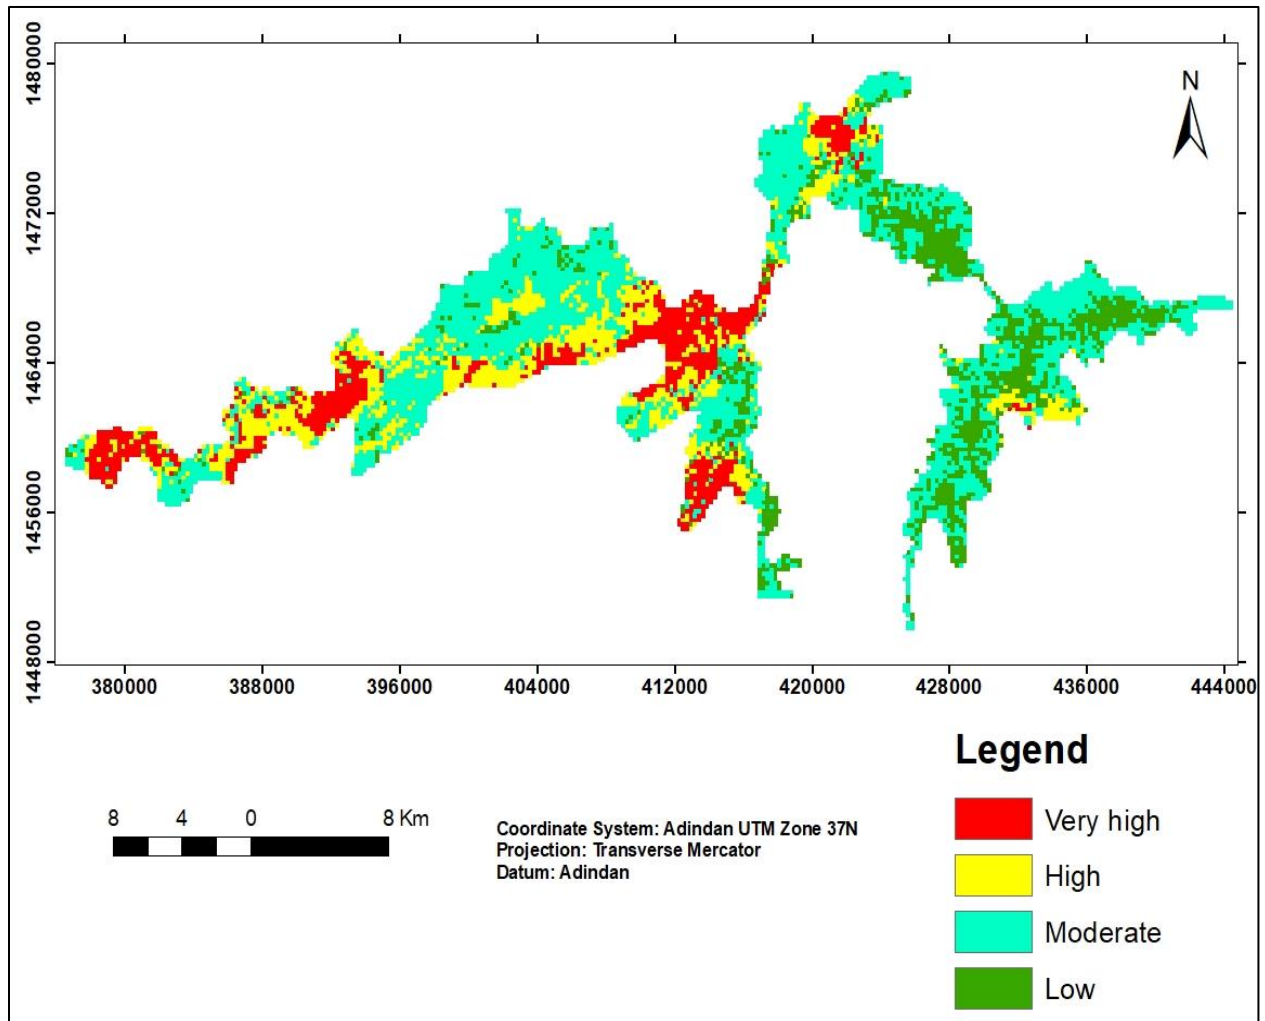 1480000
1472000
1464000
1456000
1448000
N
380000 388000 396000 404000 412000 420000 428000 436000 444000
Legend
8 4 0 8 Km
Coordinate System: Adindan UTM Zone 37N
Projection: Transverse Mercator
Datum: Adindan
Very high
High
Moderate
Low